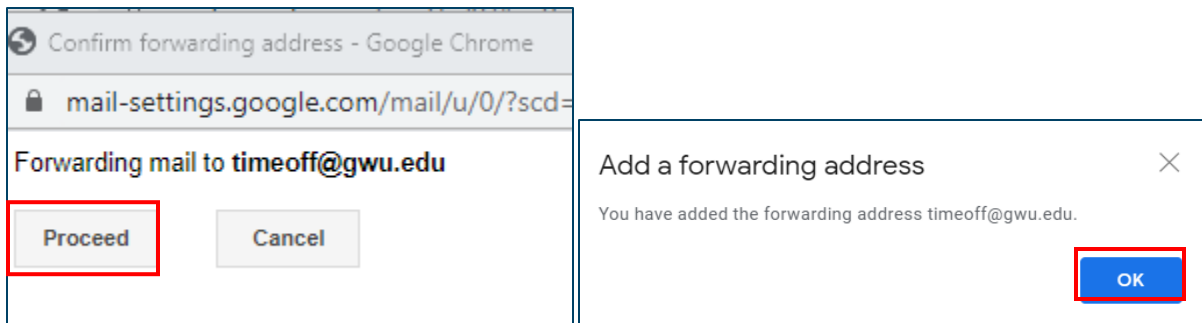 Confirm forwarding address - Google Chrome
mail-settings.google.com/mail/u/0/?scd=
Forwarding mail to timeoff@gwu.edu
Proceed
Cancel
Add a forwarding address
You have added the forwarding address timeoff@gwu.edu.
OK